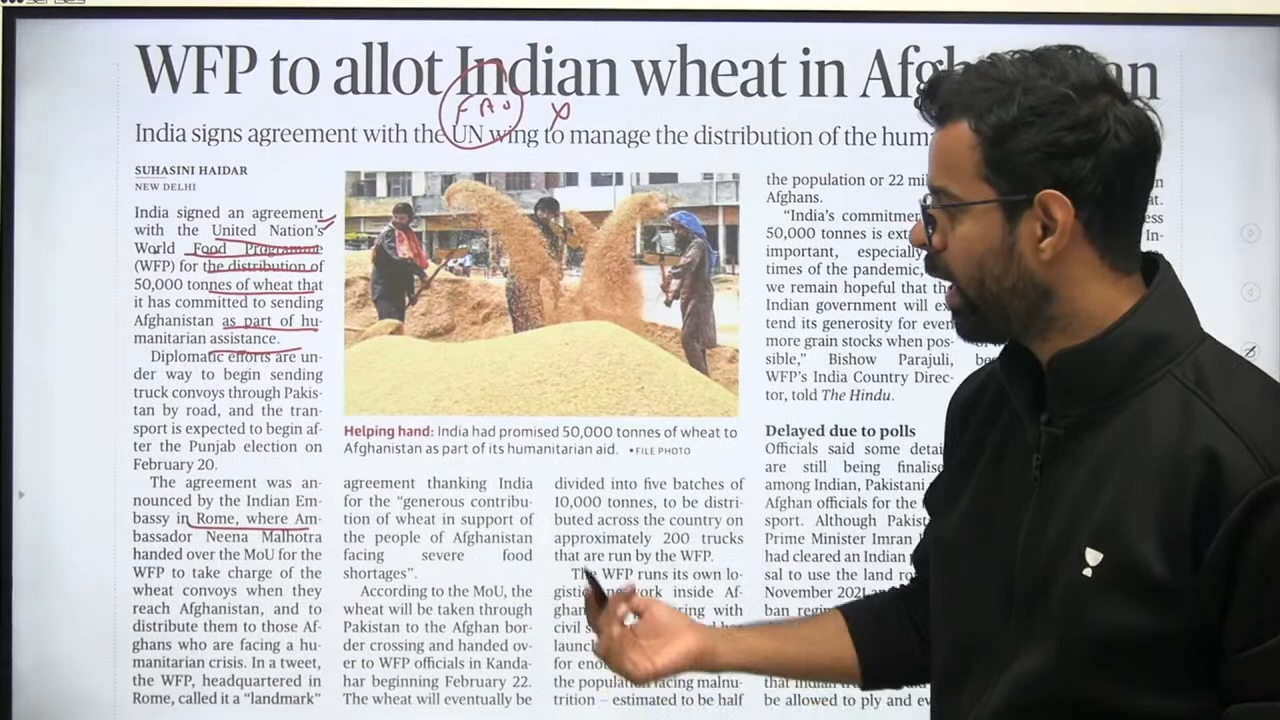 WFP to allot Indian wheat in
FAO
India signs agreement with the UN wing to manage the distribution of the
SUHASINI HAIDAR
NEW DELHI
India signed an agreement
with the United Nation's
World Food Programme
(WFP) for the distribution of
50,000 tonnes of wheat that
it has committed to sending
Afghanistan as part of hu-
manitarian assistance.
Diplomatic efforts are un-
der way to begin sending
truck convoys through Pakis-
tan by road, and the tran-
sport is expected to begin af-
ter the Punjab election on
February 20.
The agreement was an-
nounced by the Indian Em-
bassy in Rome, where Am-
bassador Neena Malhotra
handed over the MoU for the
WFP to take charge of the
wheat convoys when they
reach Afghanistan, and to
distribute them to those Af-
ghans who are facing a hu-
manitarian crisis. In a tweet,
the WFP, headquartered in
Rome, called it a “landmark”
Helping hand: India had promised 50,000 tonnes of wheat to
Afghanistan as part of its humanitarian aid. •FILE PHOTO
agreement thanking India
for the “generous contribu-
tion of wheat in support of
the people of Afghanistan
facing severe food
shortages”.
According to the MoU, the
wheat will be taken through
Pakistan to the Afghan bor-
der crossing and handed ov-
er to WFP officials in Kanda-
har beginning February 22.
The wheat will eventually be
divided into five batches of
10,000 tonnes, to be distri-
buted across the country on
approximately 200 trucks
that are run by the WFP.
The WFP runs its own lo-
inside Af-
with
civil
for
the population facing malnu-
trition – estimated to be half
the population or 22
Afghans.
“India's
50,000 tonnes is
important, especially
times of the pandemic,
we remain hopeful that
Indian government will ex
tend its generosity for even
more grain stocks when pos-
sible,” Bishow Parajuli,
WFP's India Country Direc-
tor, told The Hindu.
Delayed due to polls
Officials said some
are still being
among Indian, Pakistani
Afghan officials for the
sport. Although
Prime Minister Imran
had cleared an Indian
sal to use the land
November 2021
ban
that
be allowed to ply and